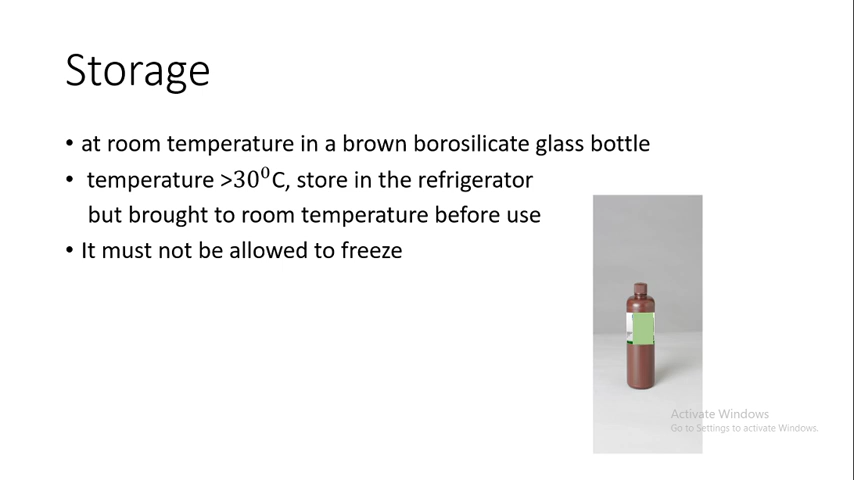 Storage
• at room temperature in a brown borosilicate glass bottle
• temperature >30⁰C, store in the refrigerator
but brought to room temperature before use
• It must not be allowed to freeze
Activate Windows
Go to Settings to activate Windows.